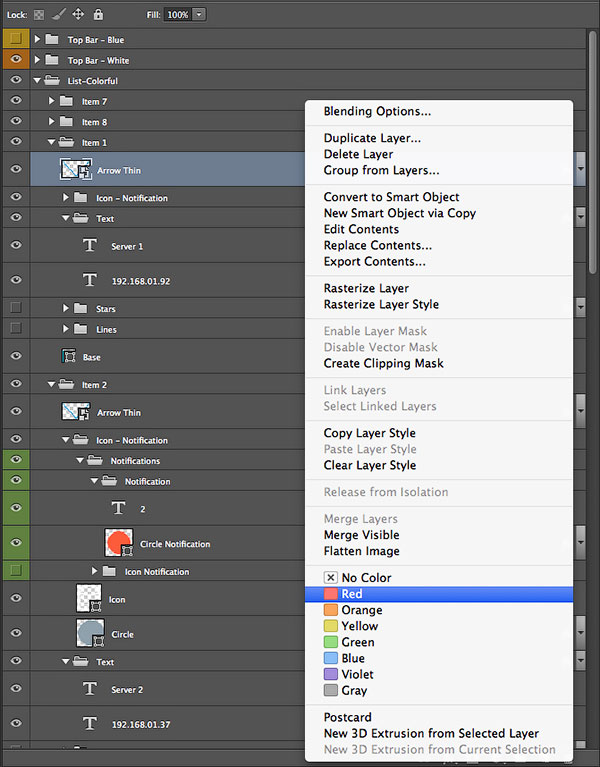 Lock:
Fill: 100%
Top Bar - Blue
Top Bar - White
List-Colorful
Item 7
Item 8
Item 1
Arrow Thin
Icon - Notification
Text
T Server 1
T 192.168.01.92
Stars
Lines
Base
Item 2
Arrow Thin
Icon - Notification
Notifications
Notification
T 2
Circle Notification
Icon Notification
Icon
Circle
Text
T Server 2
T 192.168.01.37
Blending Options...
Duplicate Layer...
Delete Layer
Group from Layers...
Convert to Smart Object
New Smart Object via Copy
Edit Contents
Replace Contents...
Export Contents...
Rasterize Layer
Rasterize Layer Style
Enable Layer Mask
Disable Vector Mask
Create Clipping Mask
Link Layers
Select Linked Layers
Copy Layer Style
Paste Layer Style
Clear Layer Style
Release from Isolation
Merge Layers
Merge Visible
Flatten Image
No Color
Red
Orange
Yellow
Green
Blue
Violet
Gray
Postcard
New 3D Extrusion from Selected Layer
New 3D Extrusion from Current Selection